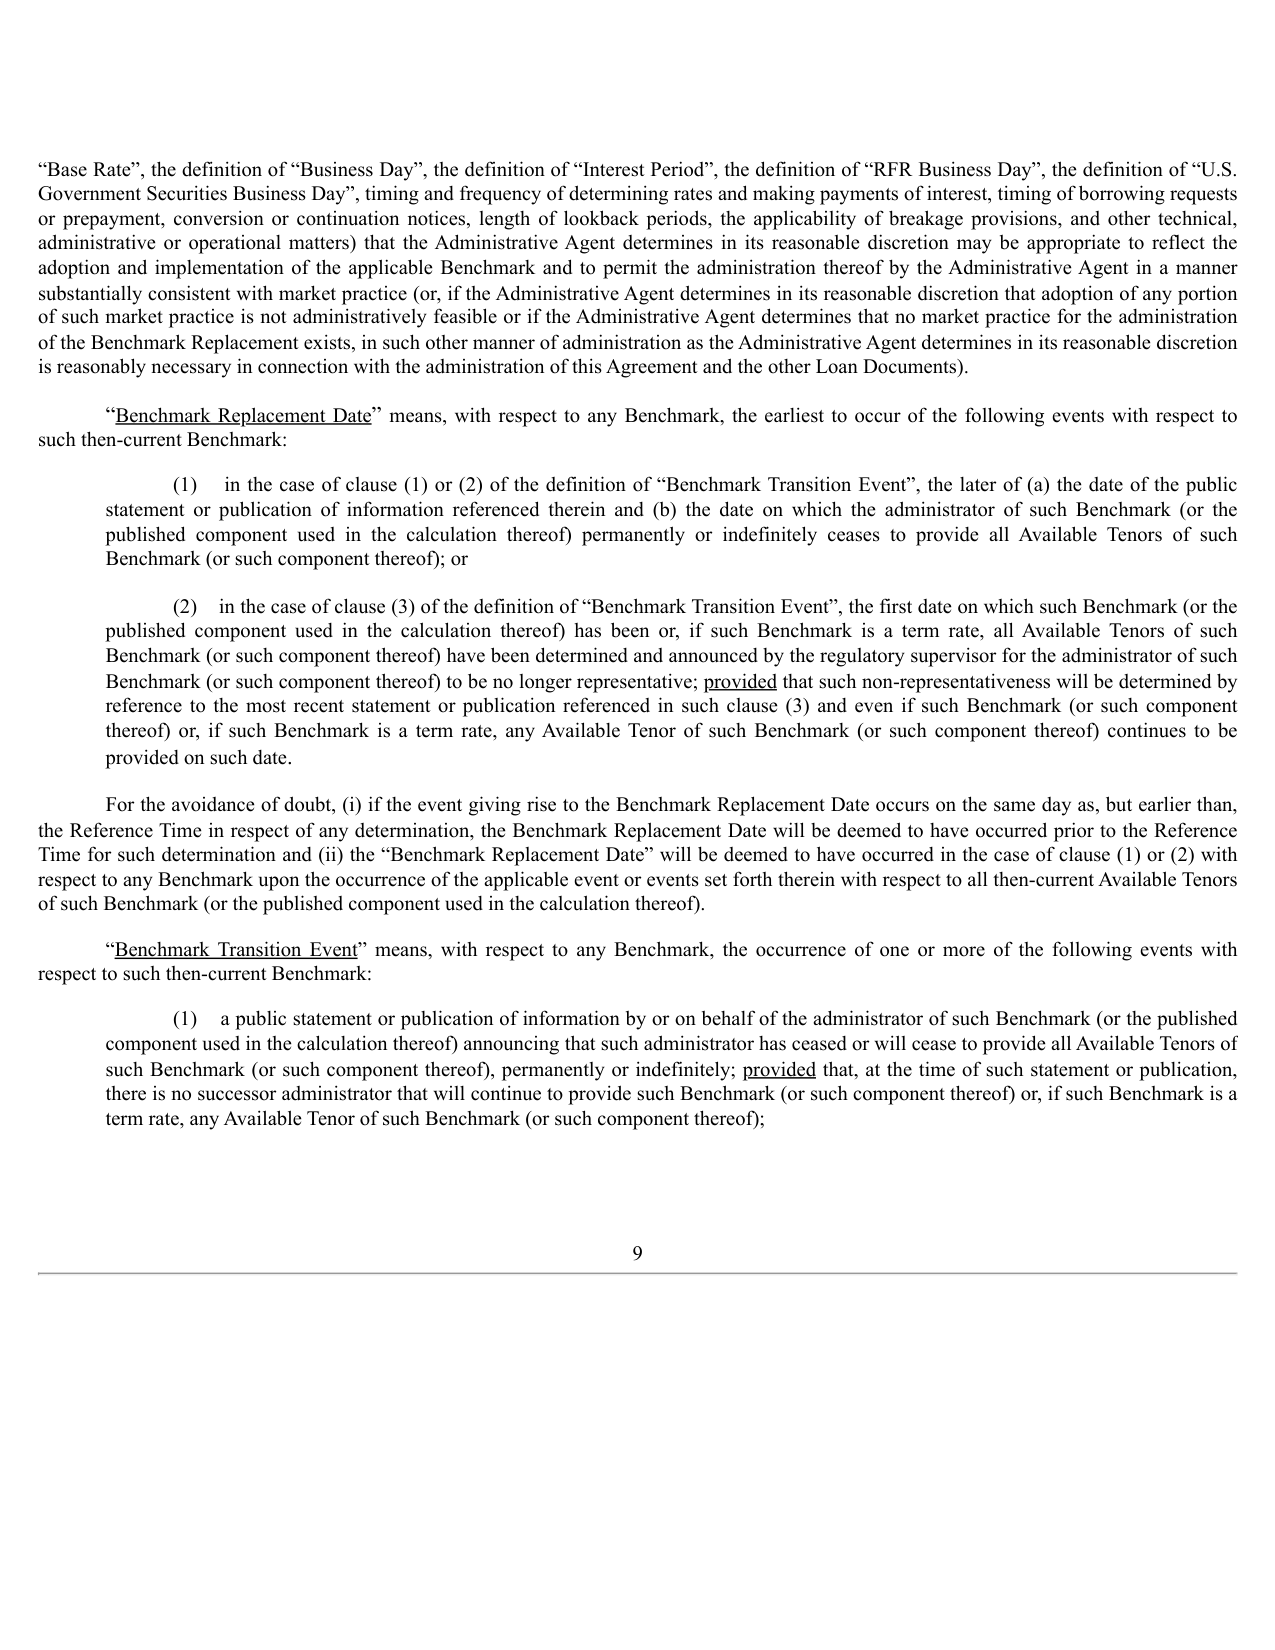 “Base Rate”, the definition of “Business Day”, the definition of “Interest Period”, the definition of “RFR Business Day”, the definition of “U.S.
Government Securities Business Day”, timing and frequency of determining rates and making payments of interest, timing of borrowing requests
or prepayment, conversion or continuation notices, length of lookback periods, the applicability of breakage provisions, and other technical,
administrative or operational matters) that the Administrative Agent determines in its reasonable discretion may be appropriate to reflect the
adoption and implementation of the applicable Benchmark and to permit the administration thereof by the Administrative Agent in a manner
substantially consistent with market practice (or, if the Administrative Agent determines in its reasonable discretion that adoption of any portion
of such market practice is not administratively feasible or if the Administrative Agent determines that no market practice for the administration
of the Benchmark Replacement exists, in such other manner of administration as the Administrative Agent determines in its reasonable discretion
is reasonably necessary in connection with the administration of this Agreement and the other Loan Documents).
“Benchmark Replacement Date” means, with respect to any Benchmark, the earliest to occur of the following events with respect to
such then-current Benchmark:
(1) in the case of clause (1) or (2) of the definition of “Benchmark Transition Event”, the later of (a) the date of the public
statement or publication of information referenced therein and (b) the date on which the administrator of such Benchmark (or the
published component used in the calculation thereof) permanently or indefinitely ceases to provide all Available Tenors of such
Benchmark (or such component thereof); or
(2) in the case of clause (3) of the definition of “Benchmark Transition Event”, the first date on which such Benchmark (or the
published component used in the calculation thereof) has been or, if such Benchmark is a term rate, all Available Tenors of such
Benchmark (or such component thereof) have been determined and announced by the regulatory supervisor for the administrator of such
Benchmark (or such component thereof) to be no longer representative; provided that such non-representativeness will be determined by
reference to the most recent statement or publication referenced in such clause (3) and even if such Benchmark (or such component
thereof) or, if such Benchmark is a term rate, any Available Tenor of such Benchmark (or such component thereof) continues to be
provided on such date.
For the avoidance of doubt, (i) if the event giving rise to the Benchmark Replacement Date occurs on the same day as, but earlier than,
the Reference Time in respect of any determination, the Benchmark Replacement Date will be deemed to have occurred prior to the Reference
Time for such determination and (ii) the “Benchmark Replacement Date” will be deemed to have occurred in the case of clause (1) or (2) with
respect to any Benchmark upon the occurrence of the applicable event or events set forth therein with respect to all then-current Available Tenors
of such Benchmark (or the published component used in the calculation thereof).
“Benchmark Transition Event” means, with respect to any Benchmark, the occurrence of one or more of the following events with
respect to such then-current Benchmark:
(1) a public statement or publication of information by or on behalf of the administrator of such Benchmark (or the published
component used in the calculation thereof) announcing that such administrator has ceased or will cease to provide all Available Tenors of
such Benchmark (or such component thereof), permanently or indefinitely; provided that, at the time of such statement or publication,
there is no successor administrator that will continue to provide such Benchmark (or such component thereof) or, if such Benchmark is a
term rate, any Available Tenor of such Benchmark (or such component thereof);
9